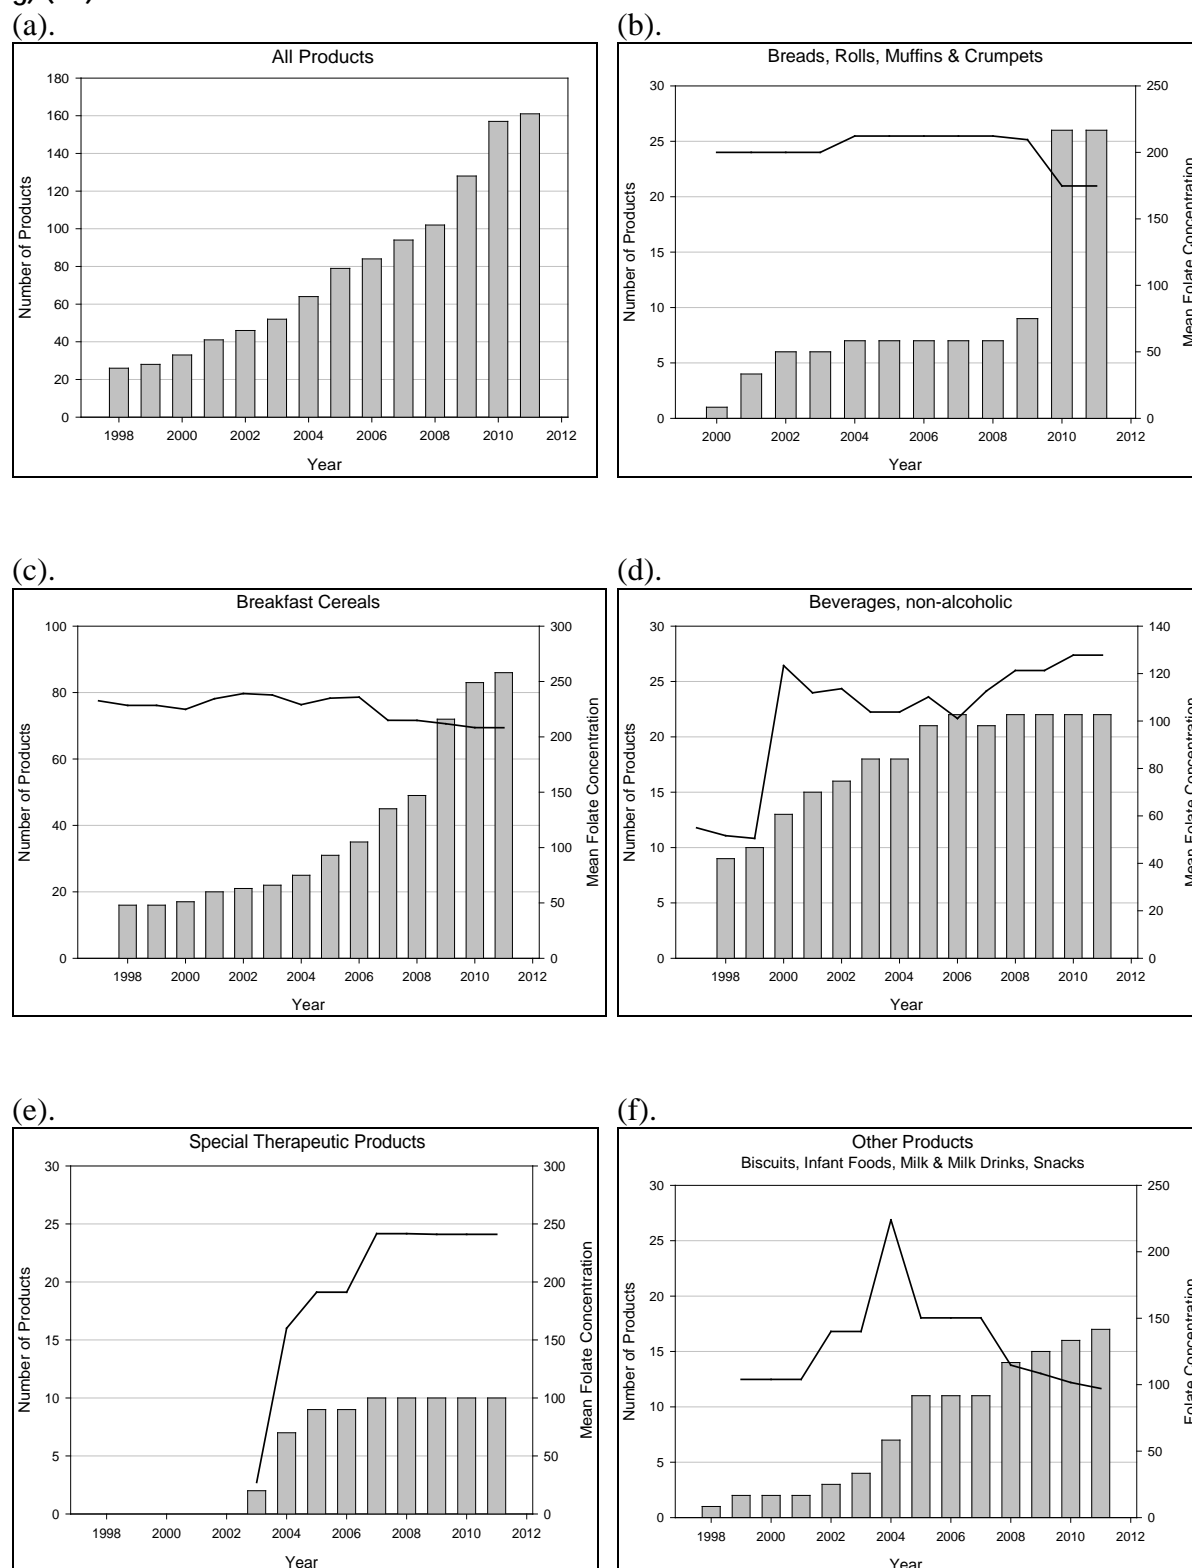 (a).
All Products
180
160
140
120
100
80
60
40
20
0
Number of Products
1998 2000 2002 2004 2006 2008 2010 2012
Year
(b).
Breads, Rolls, Muffins & Crumpets
30
25
20
15
10
5
0
Number of Products
250
200
150
100
50
0
Mean Folate Concentration
2000 2002 2004 2006 2008 2010 2012
Year
(c).
Breakfast Cereals
100
80
60
40
20
0
Number of Products
300
250
200
150
100
50
0
Mean Folate Concentration
1998 2000 2002 2004 2006 2008 2010 2012
Year
(d).
Beverages, non-alcoholic
30
25
20
15
10
5
0
Number of Products
140
120
100
80
60
40
20
0
Mean Folate Concentration
1998 2000 2002 2004 2006 2008 2010 2012
Year
(e).
Special Therapeutic Products
30
25
20
15
10
5
0
Number of Products
300
250
200
150
100
50
0
Mean Folate Concentration
1998 2000 2002 2004 2006 2008 2010 2012
Year
(f).
Other Products
Biscuits, Infant Foods, Milk & Milk Drinks, Snacks
30
25
20
15
10
5
0
Number of Products
250
200
150
100
50
0
Folate Concentration
1998 2000 2002 2004 2006 2008 2010 2012
Year